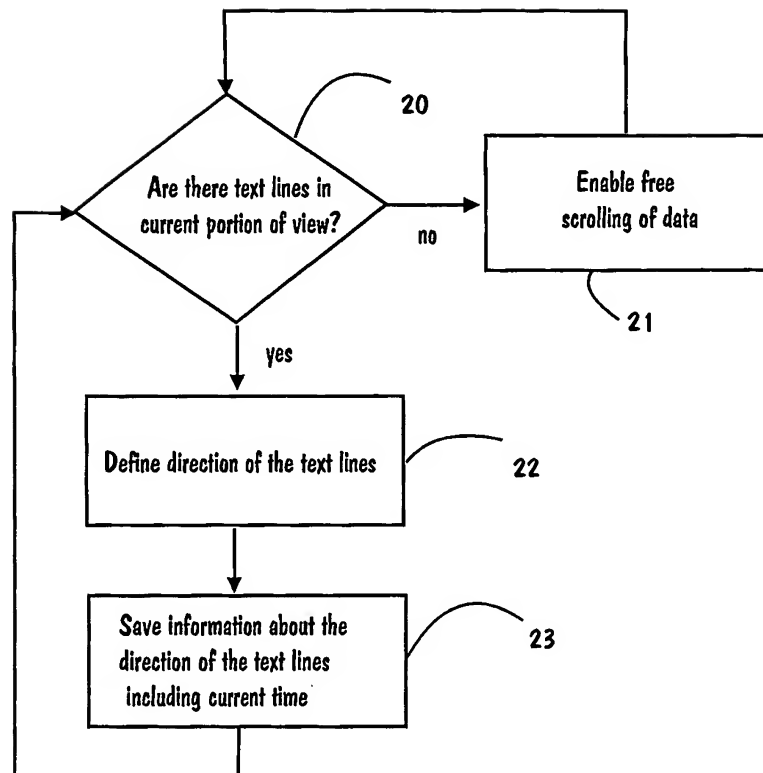 20
Are there text lines in
current portion of view?
no
Enable free
scrolling of data
21
yes
Define direction of the text lines
22
Save information about the
direction of the text lines
including current time
23